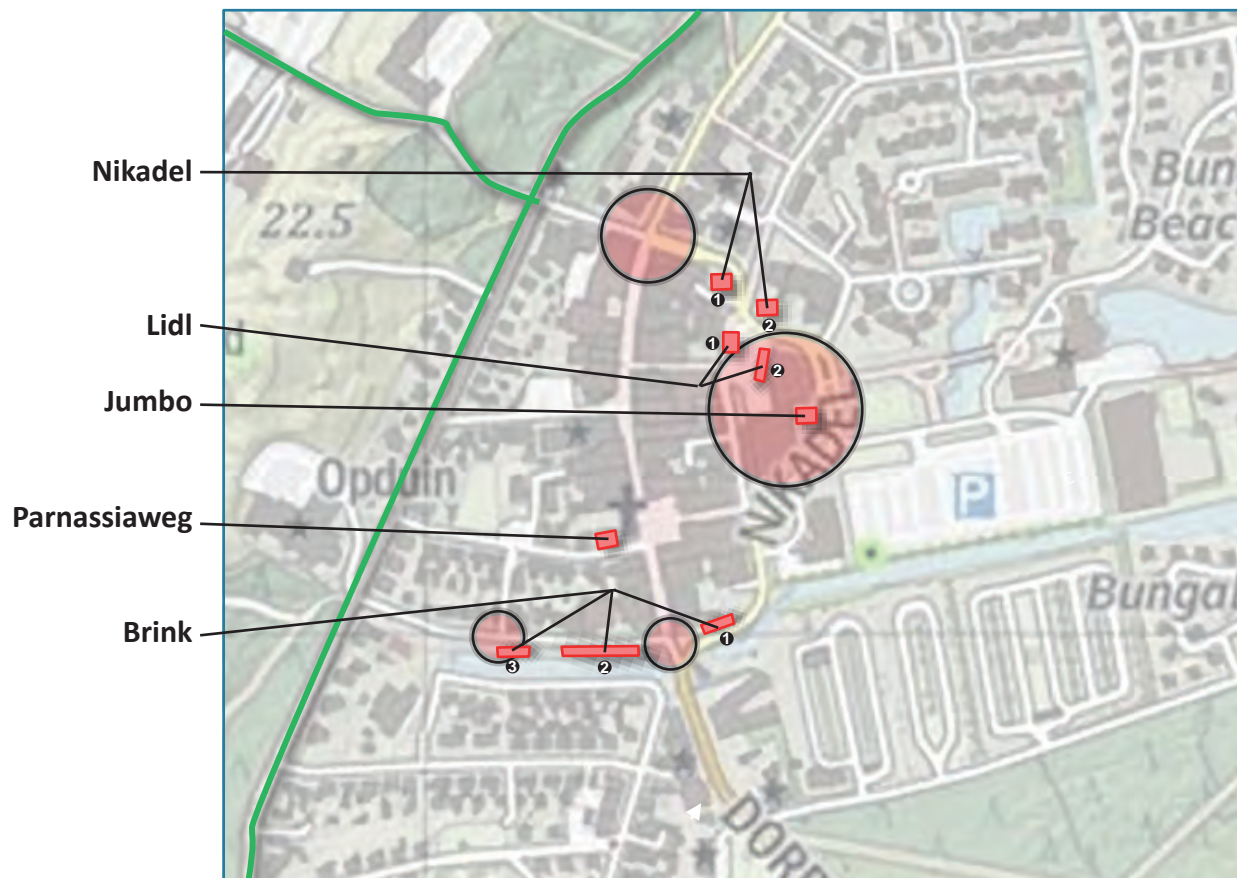 Nikadel
Lidl
Jumbo
Parnassiaweg
Brink
22.5
Bun
Beac
d
1
2
1
2
NIKADEL
Opduin
P
Bungal
1
2
3
DORP